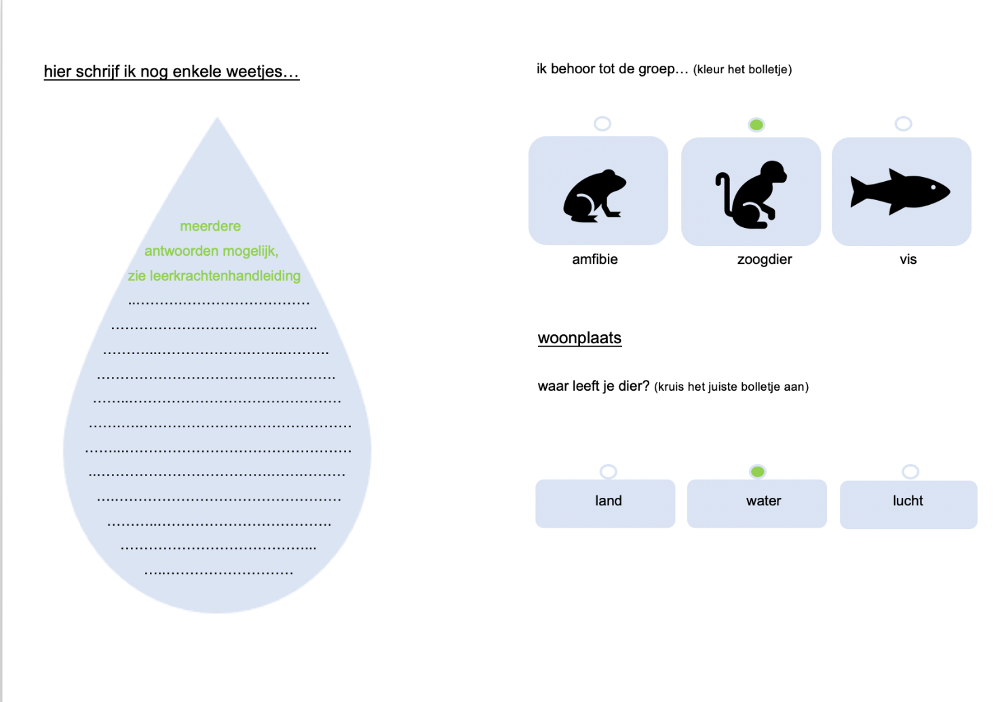 hier schrijf ik nog enkele weetjes…
meerdere
antwoorden mogelijk,
zie leerkrachtenhandleiding
ik behoor tot de groep… (kleur het bolletje)
amfibie
zoogdier
vis
woonplaats
waar leeft je dier? (kruis het juiste bolletje aan)
land
water
lucht